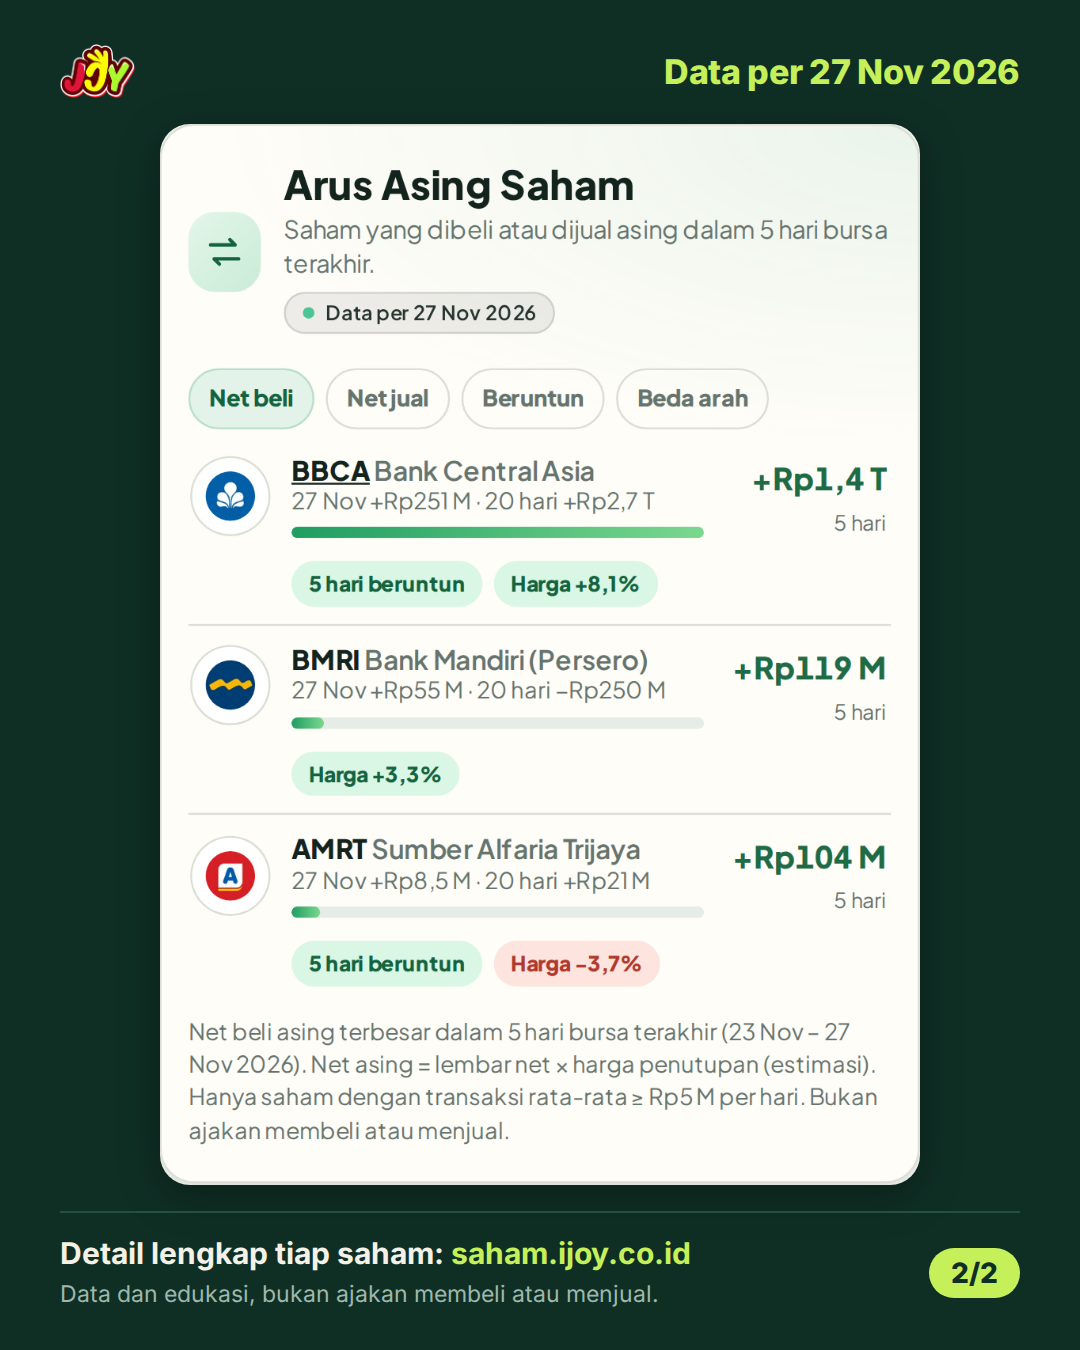 JOY
Data per 27 Nov 2026
Arus Asing Saham
Saham yang dibeli atau dijual asing dalam 5 hari bursa
terakhir.
Data per 27 Nov 2026
Net beli
Net jual
Beruntun
Beda arah
BBCA Bank Central Asia
27 Nov +Rp251 M · 20 hari +Rp2,7 T
+Rp1,4 T
5 hari
5 hari beruntun
Harga +8,1%
BMRI Bank Mandiri (Persero)
27 Nov +Rp55 M · 20 hari −Rp250 M
+Rp119 M
5 hari
Harga +3,3%
AMRT Sumber Alfaria Trijaya
27 Nov +Rp8,5 M · 20 hari +Rp21 M
+Rp104 M
5 hari
A
5 hari beruntun
Harga −3,7%
Net beli asing terbesar dalam 5 hari bursa terakhir (23 Nov – 27
Nov 2026). Net asing = lembar net × harga penutupan (estimasi).
Hanya saham dengan transaksi rata-rata ≥ Rp5 M per hari. Bukan
ajakan membeli atau menjual.
Detail lengkap tiap saham: saham.ijoy.co.id
Data dan edukasi, bukan ajakan membeli atau menjual.
2/2